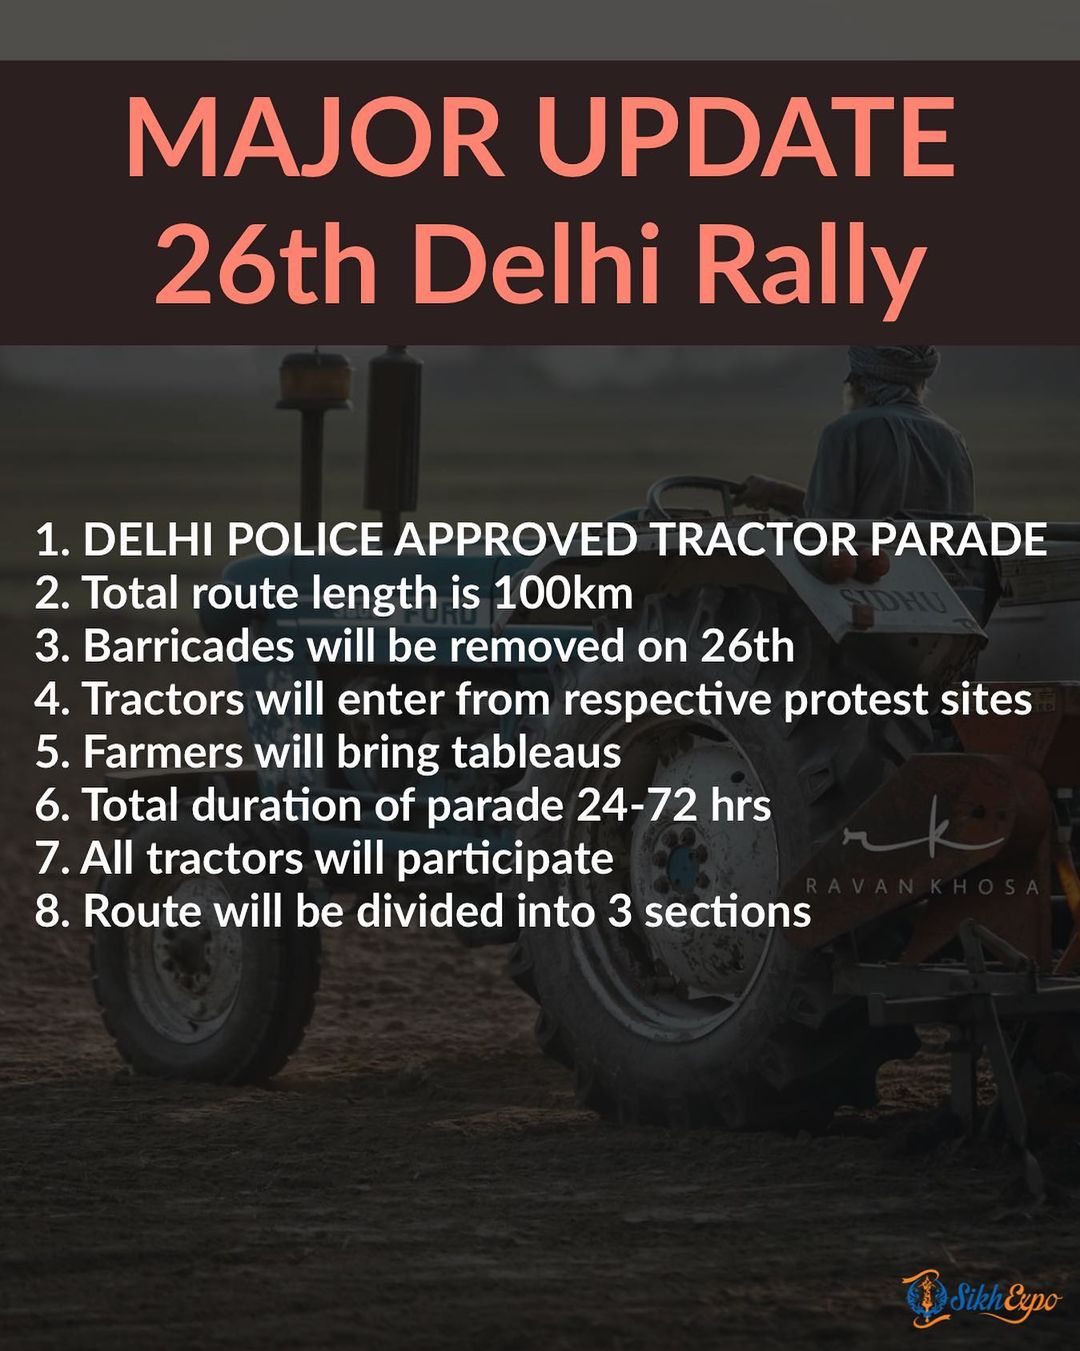 MAJOR UPDATE
26th Delhi Rally
1. DELHI POLICE APPROVED TRACTOR PARADE
2. Total route length is 100km
3. Barricades will be removed on 26th
4. Tractors will enter from respective protest sites
5. Farmers will bring tableaus
6. Total duration of parade 24-72 hrs
7. All tractors will participate
8. Route will be divided into 3 sections
FORD
SIDHU
rk
RAVAN KHOSA
SikhExpo